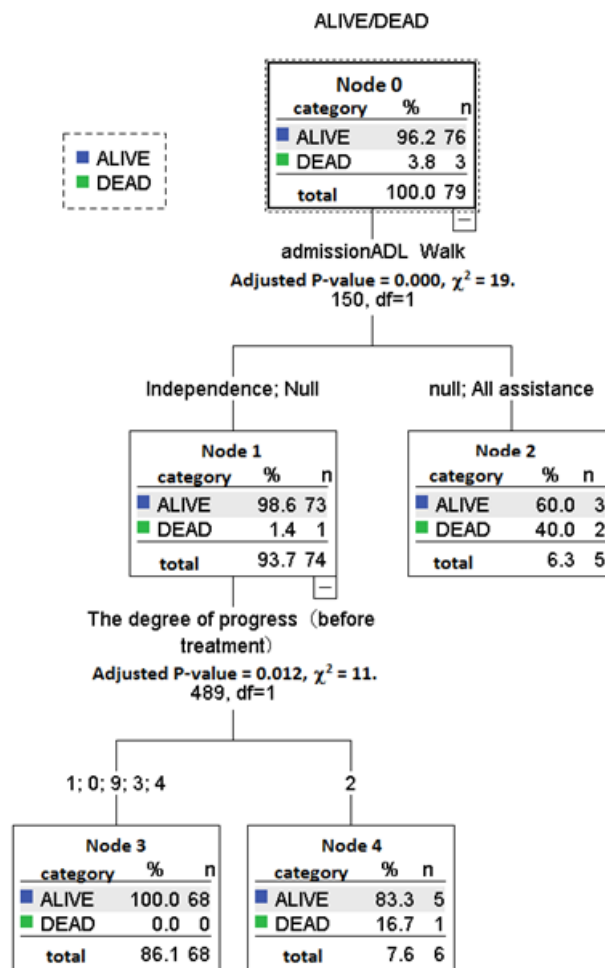 ALIVE/DEAD
ALIVE
DEAD
Node 0
category % n
ALIVE 96.2 76
DEAD 3.8 3
total 100.0 79
admissionADL Walk
Adjusted P-value = 0.000, χ² = 19.
150, df=1
Independence; Null
null; All assistance
Node 1
category % n
ALIVE 98.6 73
DEAD 1.4 1
total 93.7 74
Node 2
category % n
ALIVE 60.0 3
DEAD 40.0 2
total 6.3 5
The degree of progress（before
treatment）
Adjusted P-value = 0.012, χ² = 11.
489, df=1
1; 0; 9; 3; 4
2
Node 3
category % n
ALIVE 100.0 68
DEAD 0.0 0
total 86.1 68
Node 4
category % n
ALIVE 83.3 5
DEAD 16.7 1
total 7.6 6